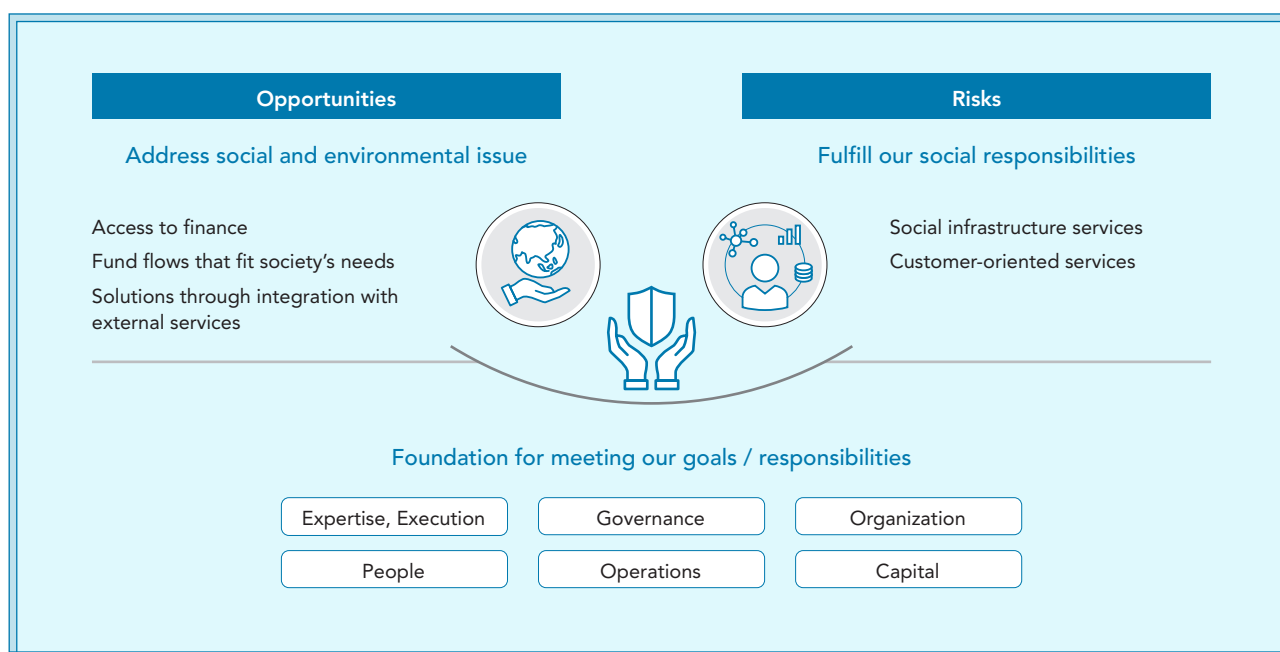 Opportunities
Address social and environmental issue
Access to finance
Fund flows that fit society's needs
Solutions through integration with
external services
Risks
Fulfill our social responsibilities
Social infrastructure services
Customer-oriented services
Foundation for meeting our goals / responsibilities
Expertise, Execution
Governance
Organization
People
Operations
Capital